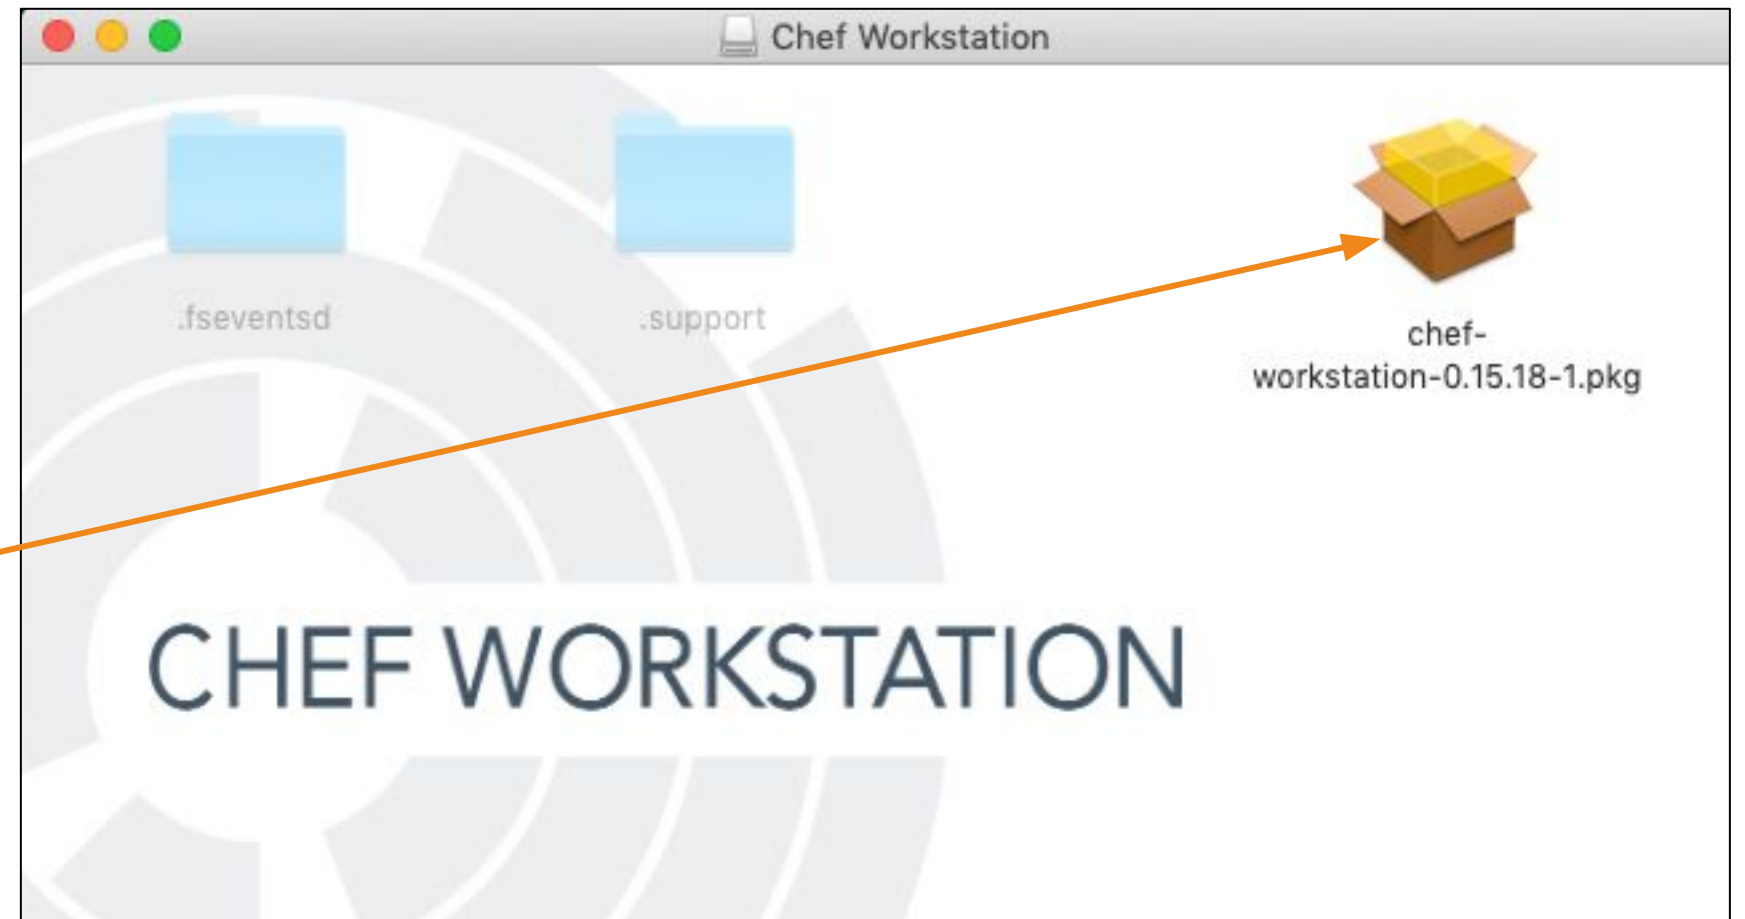 Chef Workstation
.fseventsd
.support
chef-
workstation-0.15.18-1.pkg
CHEF WORKSTATION